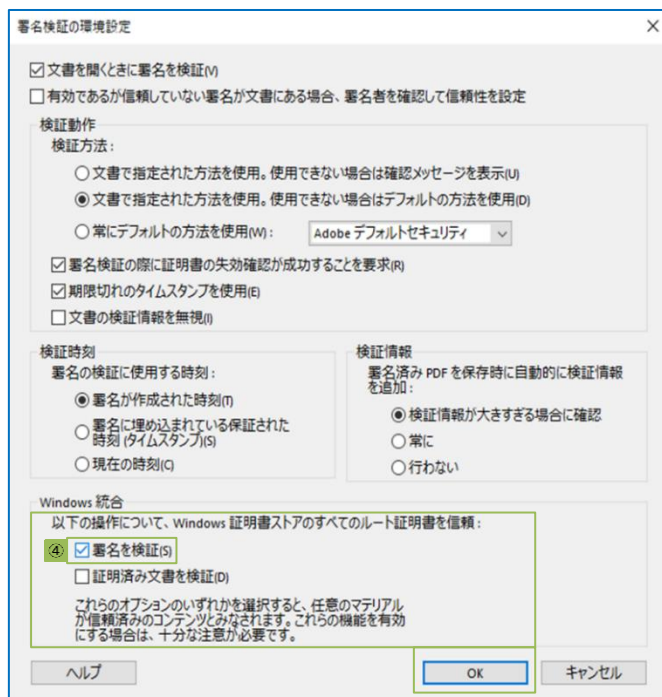 署名検証の環境設定
文書を開くときに署名を検証(V)
有効であるが信頼していない署名が文書にある場合、署名者を確認して信頼性を設定
検証動作
検証方法:
文書で指定された方法を使用。使用できない場合は確認メッセージを表示(U)
文書で指定された方法を使用。使用できない場合はデフォルトの方法を使用(D)
常にデフォルトの方法を使用(W): Adobe デフォルトセキュリティ
署名検証の際に証明書の失効確認が成功することを要求(R)
期限切れのタイムスタンプを使用(E)
文書の検証情報を無視(I)
検証時刻
署名の検証に使用する時刻:
署名が作成された時刻(T)
署名に埋め込まれている保証された
時刻 (タイムスタンプ)(S)
現在の時刻(C)
検証情報
署名済み PDF を保存時に自動的に検証情報
を追加:
検証情報が大きすぎる場合に確認
常に
行わない
Windows 統合
以下の操作について、Windows 証明書ストアのすべてのルート証明書を信頼:
④ 署名を検証(S)
証明済み文書を検証(D)
これらのオプションのいずれかを選択すると、任意のマテリアル
が信頼済みのコンテンツとみなされます。これらの機能を有効
にする場合は、十分な注意が必要です。
ヘルプ OK キャンセル